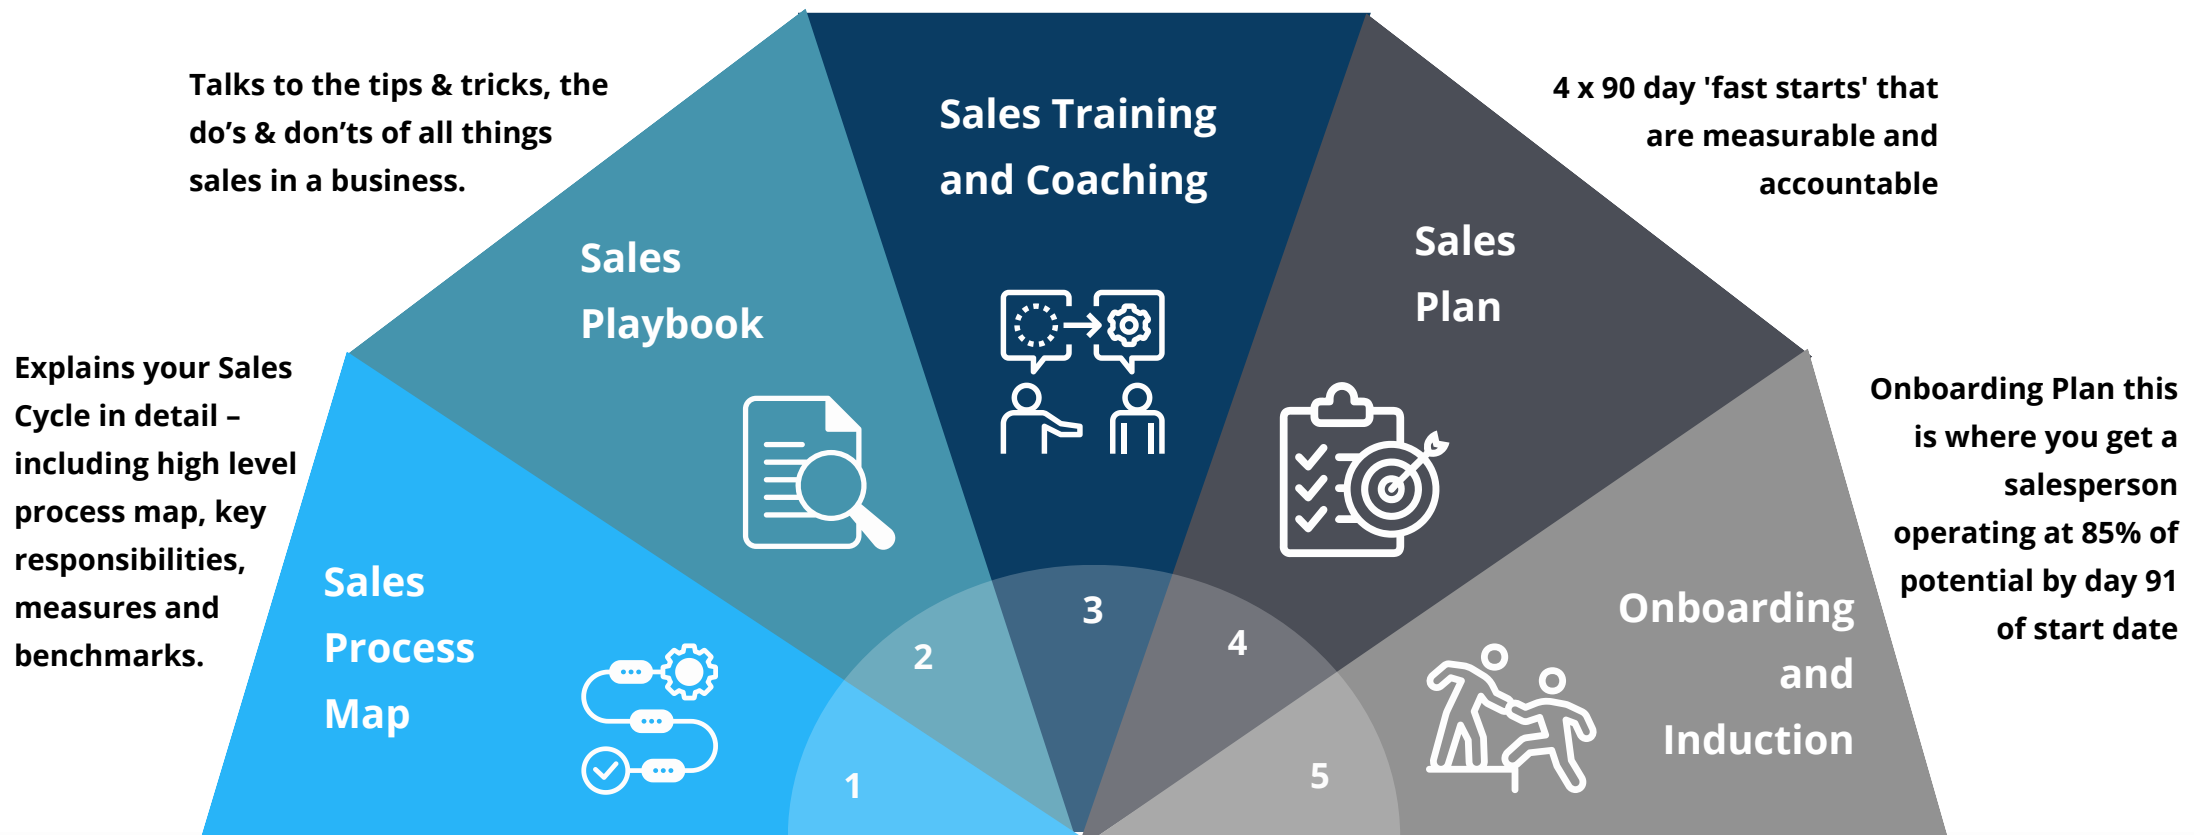 Talks to the tips & tricks, the
do’s & don’ts of all things
sales in a business.
Sales Training
and Coaching
4 x 90 day 'fast starts' that
are measurable and
accountable
Sales
Playbook
Sales
Plan
Explains your Sales
Cycle in detail –
including high level
process map, key
responsibilities,
measures and
benchmarks.
Onboarding Plan this
is where you get a
salesperson
operating at 85% of
potential by day 91
of start date
Sales
Process
Map
Onboarding
and
Induction
1
2
3
4
5